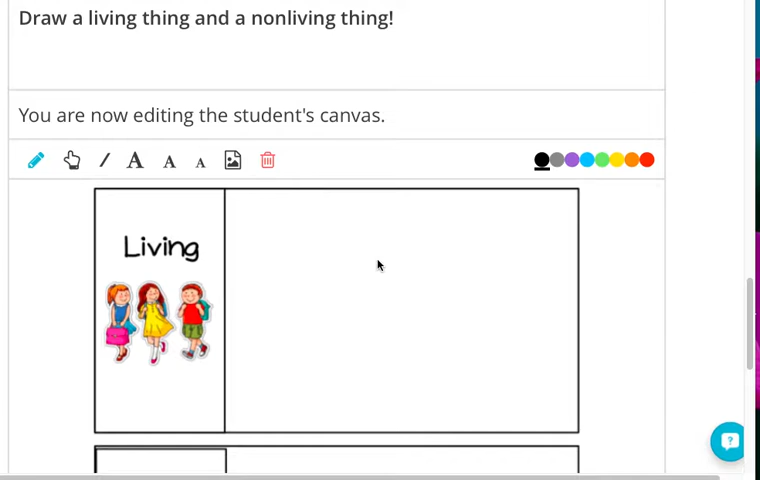 Draw a living thing and a nonliving thing!
You are now editing the student's canvas.
A A A
Living